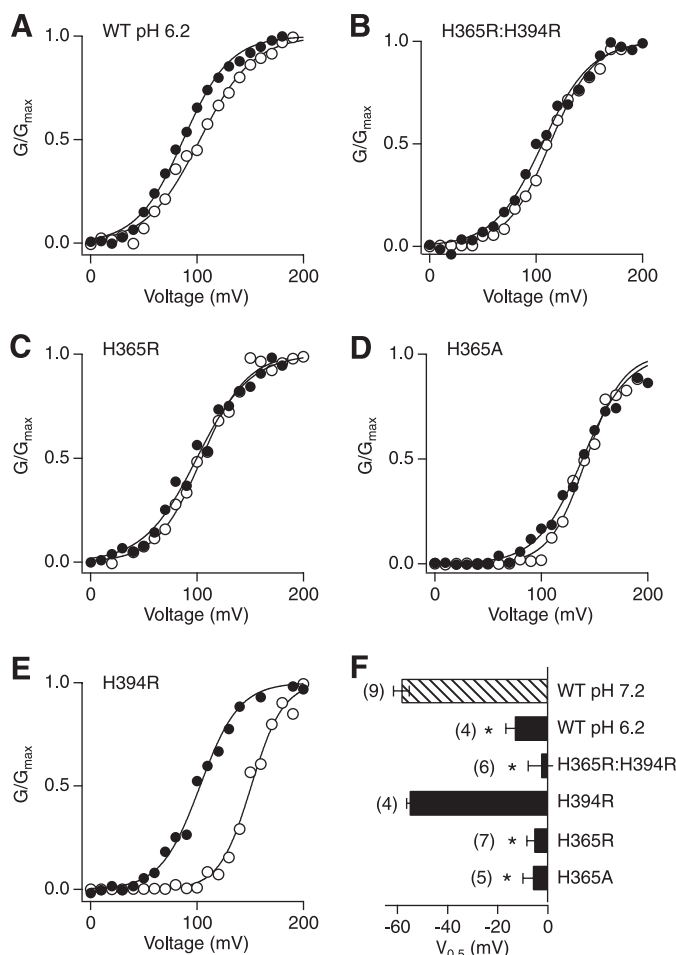 A
WT pH 6.2
1.0
0.5
0.0
G/Gmax
0
100
200
Voltage (mV)
B
H365R:H394R
1.0
0.5
0.0
G/Gmax
0
100
200
Voltage (mV)
C
H365R
1.0
0.5
0.0
G/Gmax
0
100
200
Voltage (mV)
D
H365A
1.0
0.5
0.0
G/Gmax
0
100
200
Voltage (mV)
E
H394R
1.0
0.5
0.0
G/Gmax
0
100
200
Voltage (mV)
F
(9) WT pH 7.2
(4) * WT pH 6.2
(6) * H365R:H394R
(4) H394R
(7) * H365R
(5) * H365A
-60 -40 -20 0
V0.5 (mV)